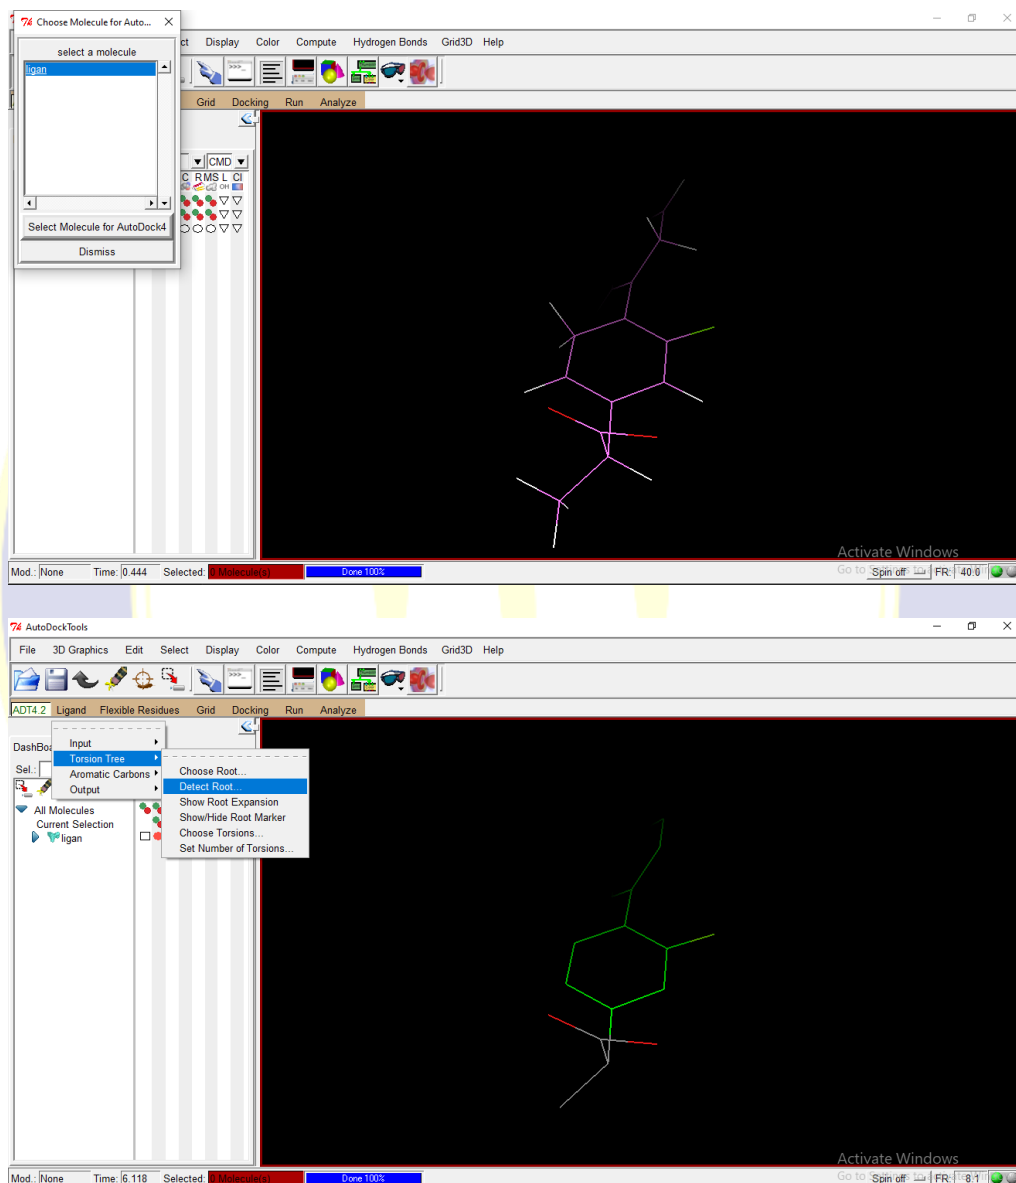 Choose Molecule for Auto...
select a molecule
ligan
Select Molecule for AutoDock4
Dismiss
ct Display Color Compute Hydrogen Bonds Grid3D Help
Grid Docking Run Analyze
CMD
C R MS L Cl
Activate Windows
Mod.: None Time: 0.444 Selected: 0 Molecule(s) Done 100% Spin off FR: 40.0
AutoDockTools
File 3D Graphics Edit Select Display Color Compute Hydrogen Bonds Grid3D Help
ADT4.2 Ligand Flexible Residues Grid Docking Run Analyze
Input
Torsion Tree
Aromatic Carbons
Output
Choose Root...
Detect Root...
Show Root Expansion
Show/Hide Root Marker
Choose Torsions...
Set Number of Torsions...
DashBoa
Sel.:
All Molecules
Current Selection
ligan
Activate Windows
Mod.: None Time: 6.118 Selected: 0 Molecule(s) Done 100% Spin off FR: 8.1